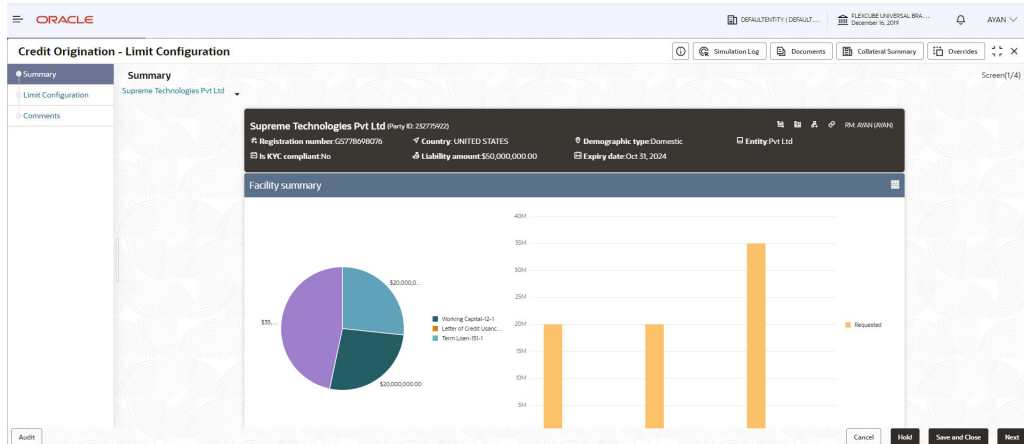 ORACLE
DEFAULTENTITY ( DEFAULT....
FLEXCUBE UNIVERSAL BRA...
December 16, 2019
AYAN
Credit Origination - Limit Configuration
Simulation Log
Documents
Collateral Summary
Overrides
Summary
Limit Configuration
Comments
Summary
Screen(1/4)
Supreme Technologies Pvt Ltd
Supreme Technologies Pvt Ltd (Party ID: 232775922)
RM: AYAN (AYAN)
Registration number:GS778698076
Country: UNITED STATES
Demographic type:Domestic
Entity:Pvt Ltd
Is KYC compliant:No
Liability amount:$50,000,000.00
Expiry date:Oct 31, 2024
Facility summary
$20,000,0...
$35,...
$20,000,000.00
Working Capital-12-1
Letter of Credit Usanc...
Term Loan-151-1
40M
35M
30M
25M
20M
15M
10M
5M
Requested
Audit
Cancel
Hold
Save and Close
Next